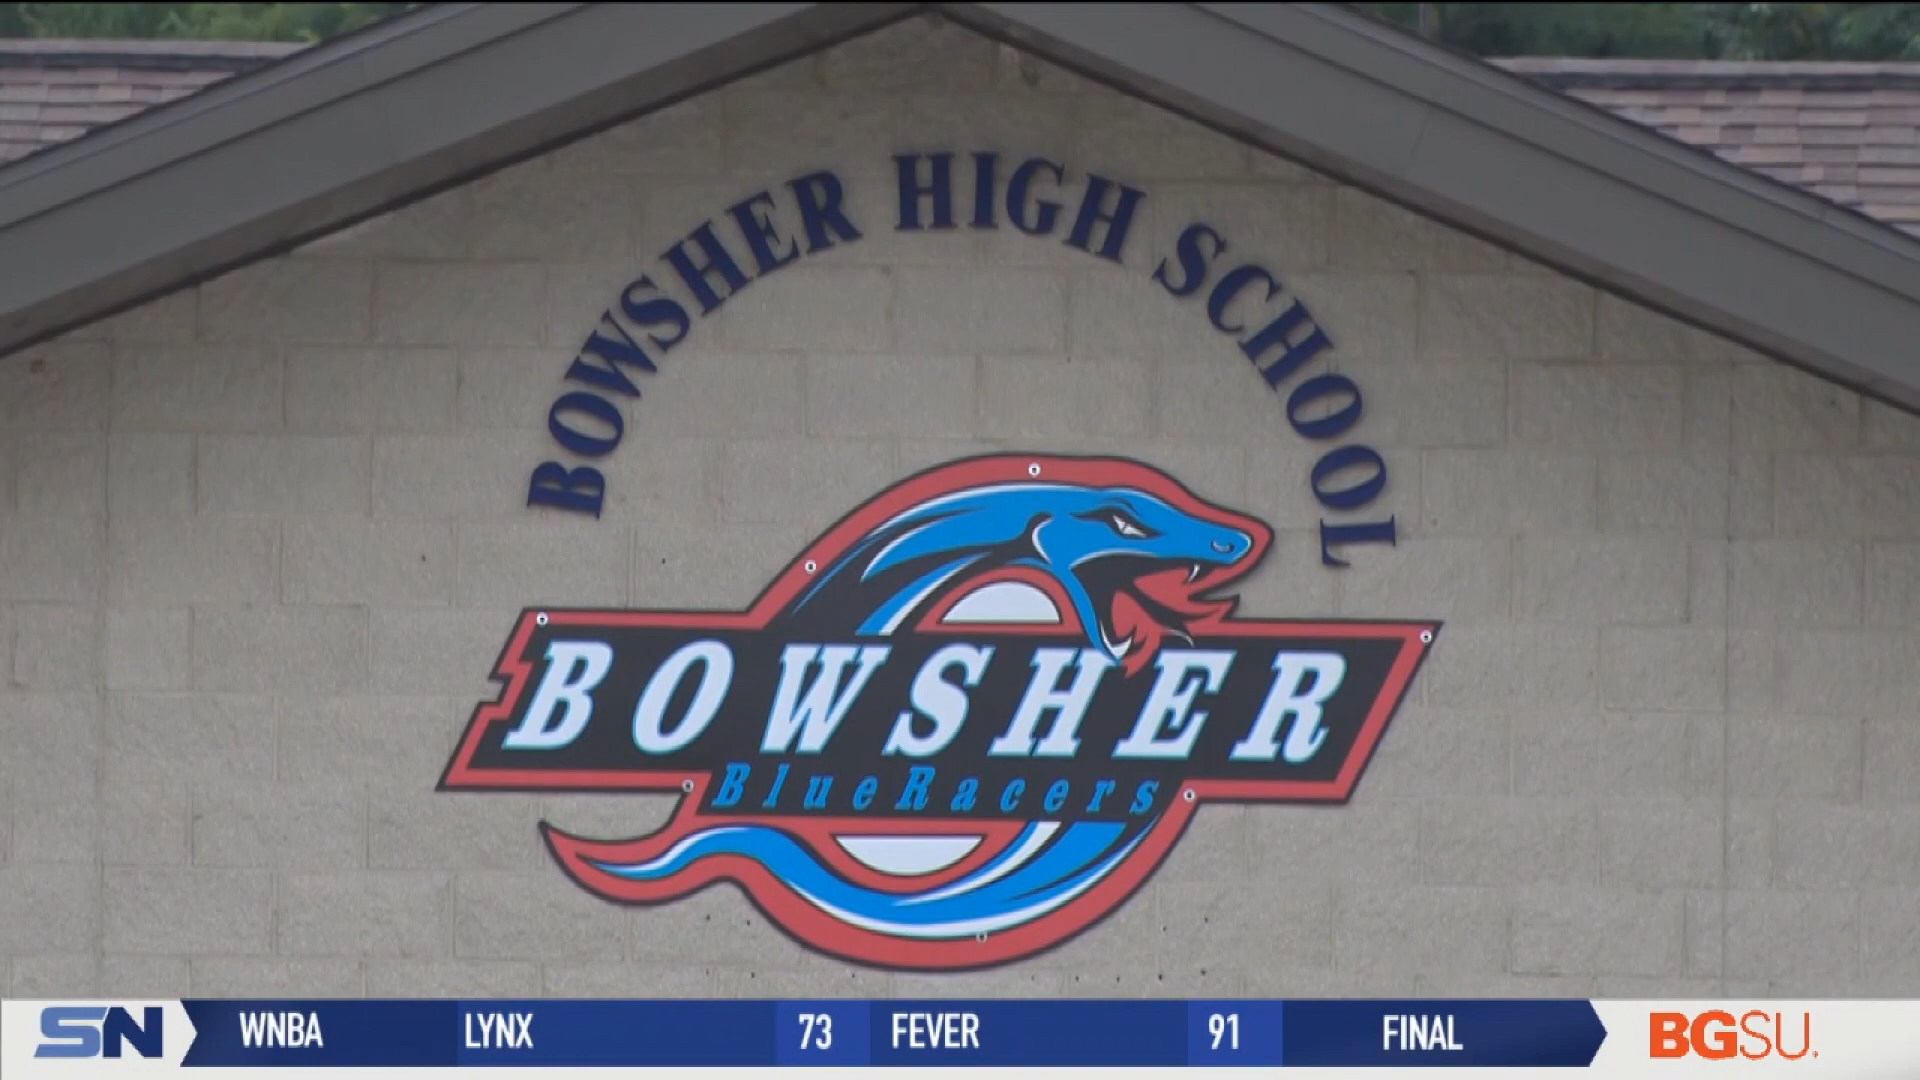 BOWSHER HIGH SCHOOL
BOWSHER
BlueRacers
SN WNBA LYNX 73 FEVER 91 FINAL BGSU.